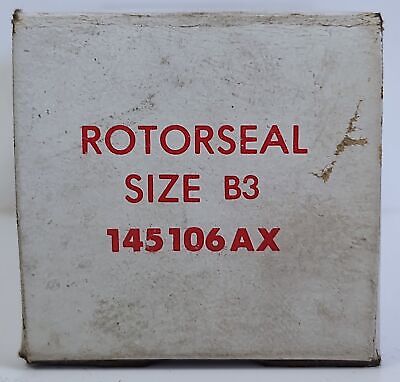 ROTORSEAL
SIZE B3
145106AX